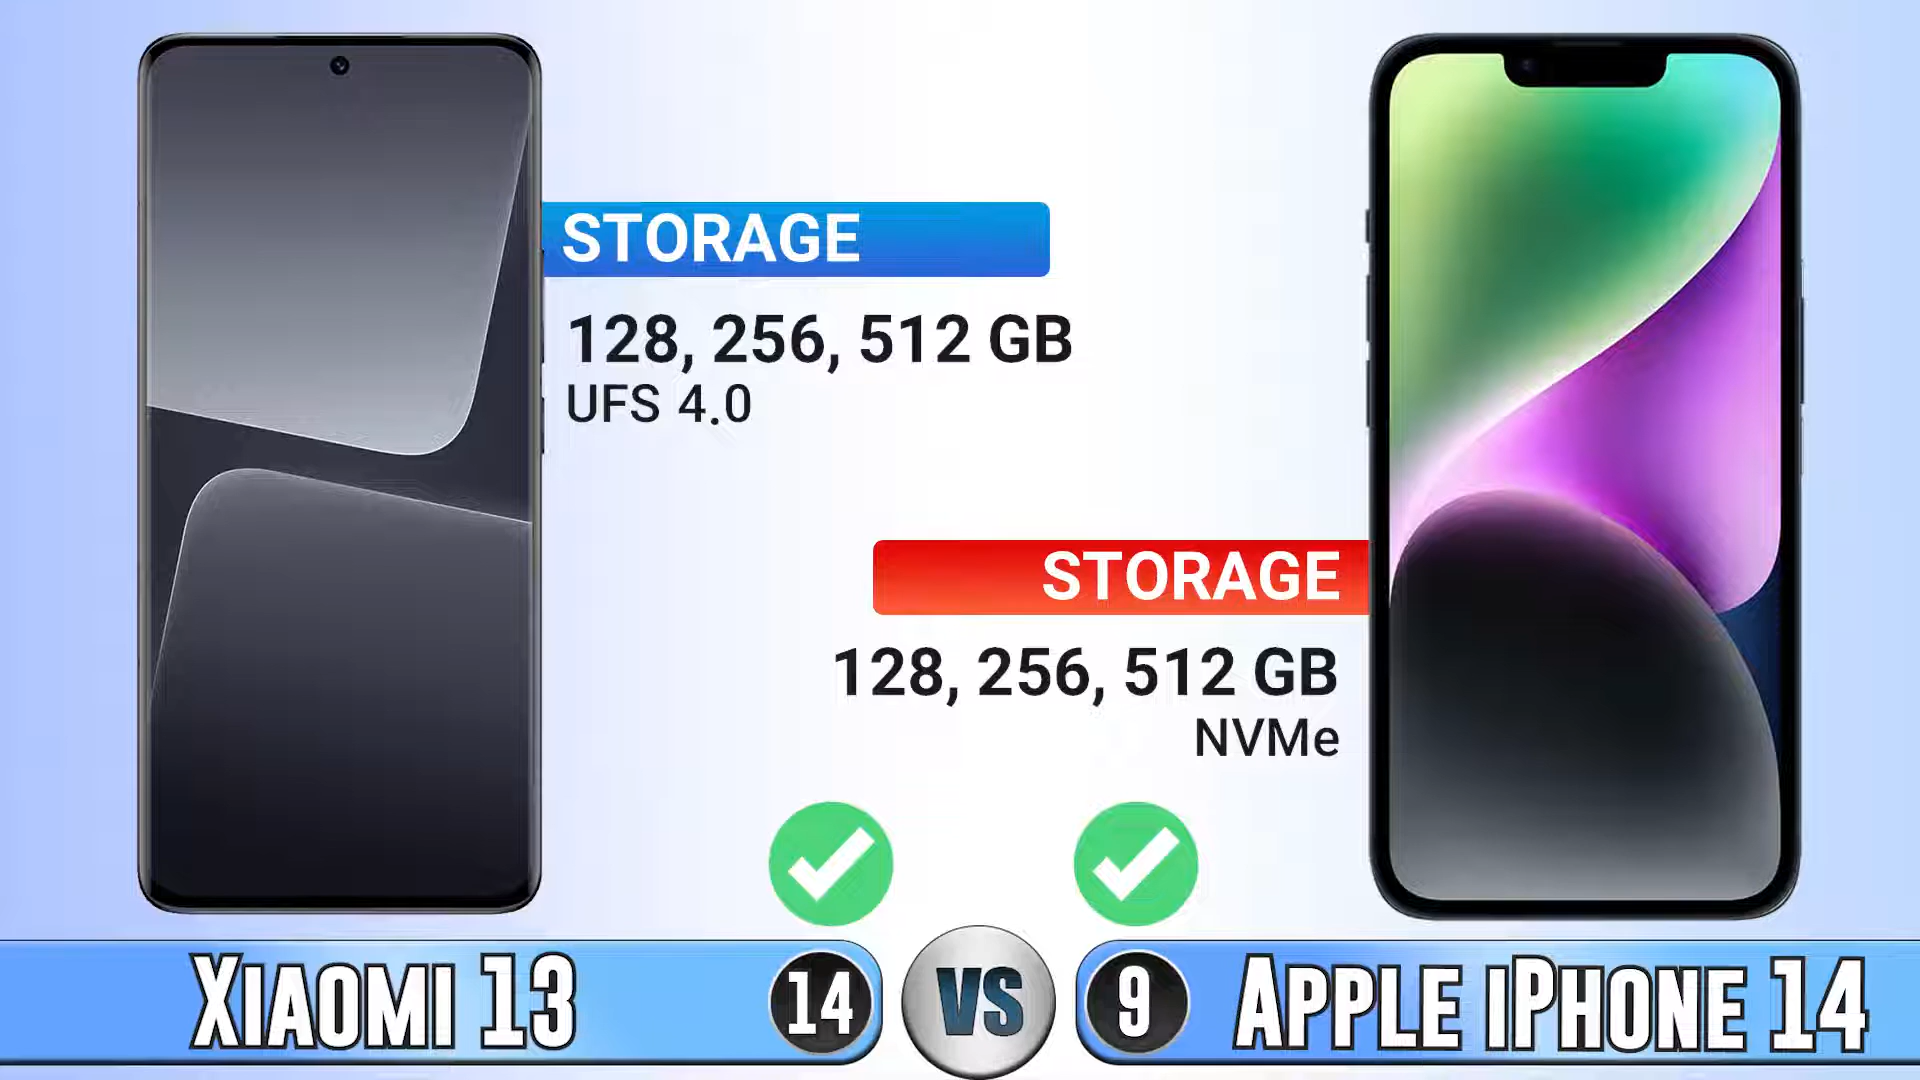 STORAGE
128, 256, 512 GB
UFS 4.0
STORAGE
128, 256, 512 GB
NVMe
XIAOMI 13
14
VS
9
APPLE iPHONE 14